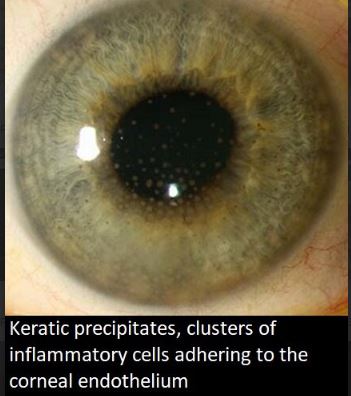 Keratic precipitates, clusters of
inflammatory cells adhering to the
corneal endothelium